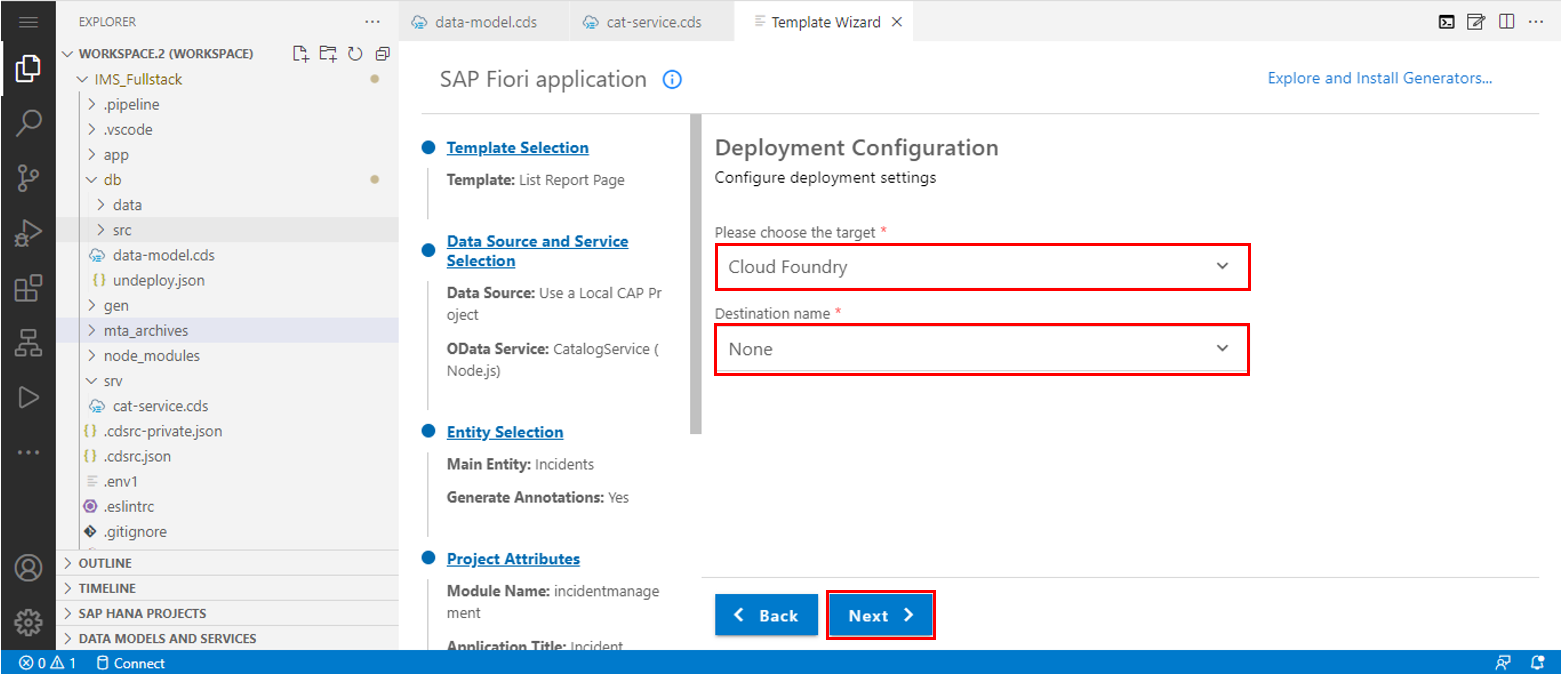 EXPLORER
data-model.cds
cat-service.cds
Template Wizard
WORKSPACE.2 (WORKSPACE)
IMS_Fullstack
.pipeline
.vscode
app
db
data
src
data-model.cds
undeploy.json
gen
mta_archives
node_modules
srv
cat-service.cds
.cdsrc-private.json
.cdsrc.json
.env1
.eslintrc
.gitignore
OUTLINE
TIMELINE
SAP HANA PROJECTS
DATA MODELS AND SERVICES
SAP Fiori application
Explore and Install Generators...
Template Selection
Template: List Report Page
Data Source and Service
Selection
Data Source: Use a Local CAP Pr
oject
OData Service: CatalogService (
Node.js)
Entity Selection
Main Entity: Incidents
Generate Annotations: Yes
Project Attributes
Module Name: incidentmanage
ment
Application Title: Incident
Deployment Configuration
Configure deployment settings
Please choose the target *
Cloud Foundry
Destination name *
None
Back
Next
0 1 Connect